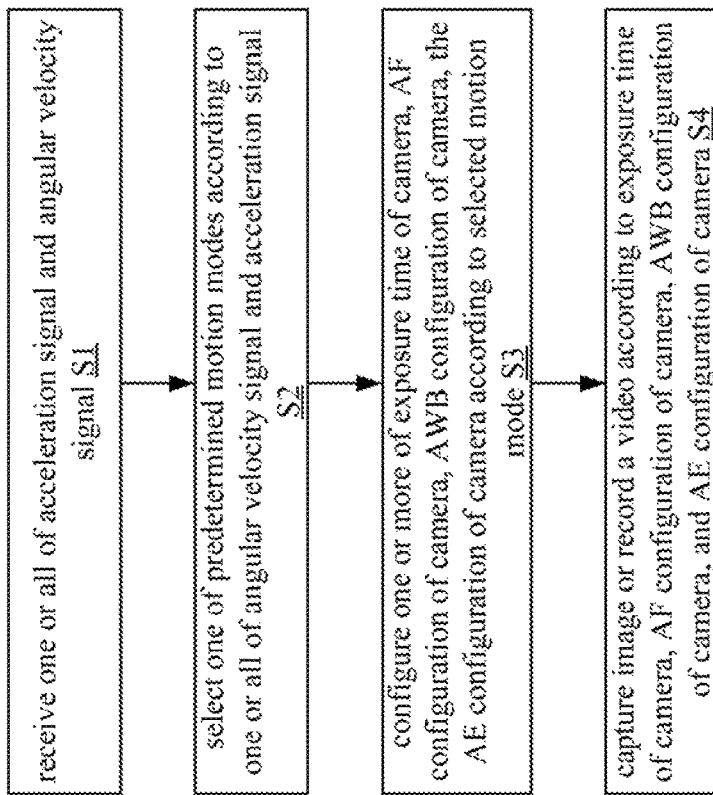 receive one or all of acceleration signal and angular velocity
signal S1
select one of predetermined motion modes according to
one or all of angular velocity signal and acceleration signal
S2
configure one or more of exposure time of camera, AF
configuration of camera, AWB configuration of camera, the
AE configuration of camera according to selected motion
mode S3
capture image or record a video according to exposure time
of camera, AF configuration of camera, AWB configuration
of camera, and AE configuration of camera S4